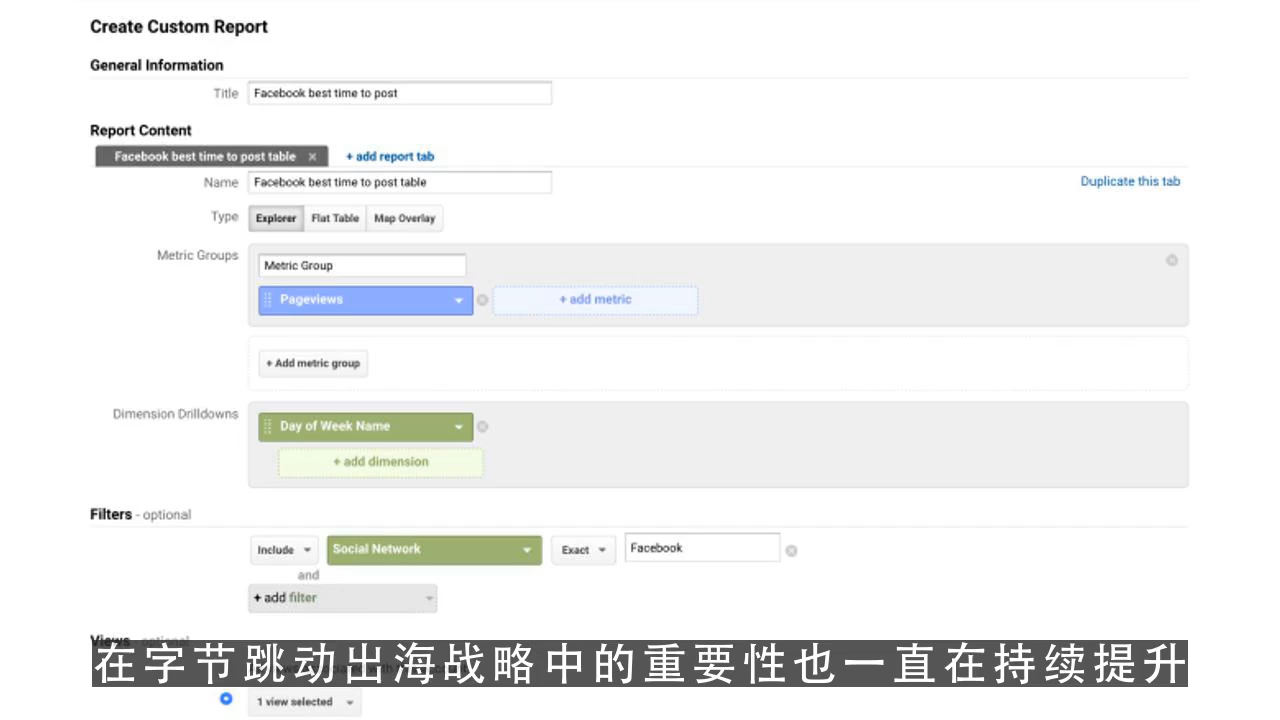 Create Custom Report
General Information
Title Facebook best time to post
Report Content
Facebook best time to post table × + add report tab
Name Facebook best time to post table Duplicate this tab
Type Explorer Flat Table Map Overlay
Metric Groups
Metric Group
Pageviews + add metric
+ Add metric group
Dimension Drilldowns
Day of Week Name
+ add dimension
Filters - optional
Include Social Network Exact Facebook
and
+ add filter
Views - optional
在字节跳动出海战略中的重要性也一直在持续提升
1 view selected